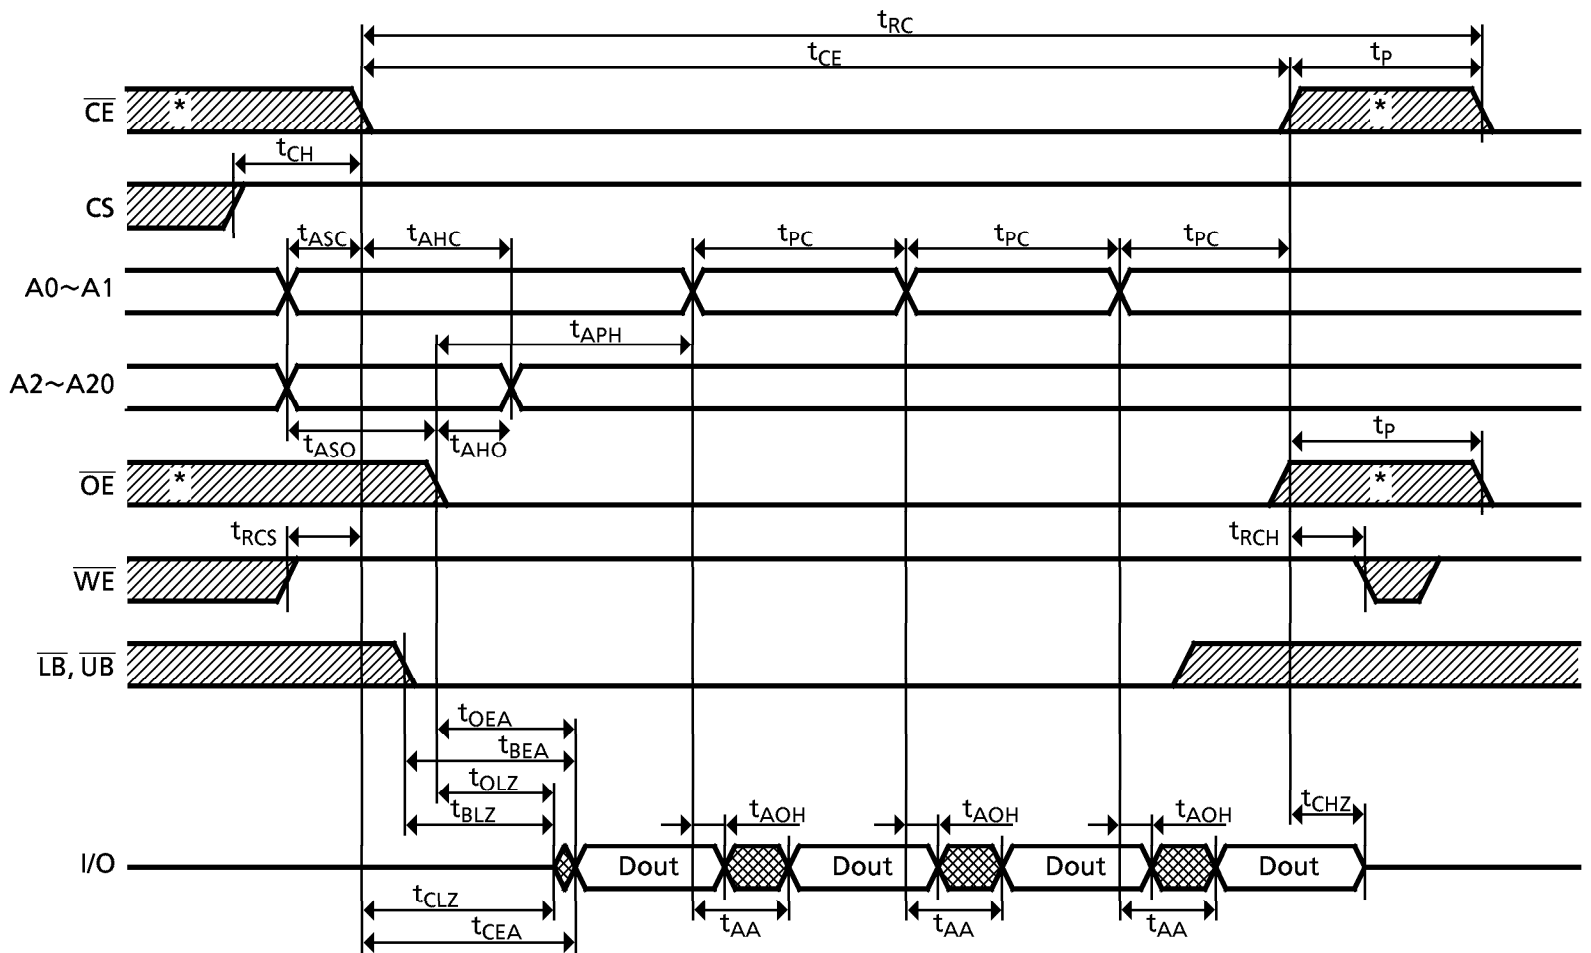 tRC
tCE tP
CE * *
tCH
CS
tASC tAHC tPC tPC tPC
A0~A1
tAPH
A2~A20
tASO tAHO tP
OE * *
tRCS tRCH
WE
LB, UB
tOEA
tBEA
tOLZ
tBLZ tAOH tAOH tAOH tCHZ
I/O Dout Dout Dout Dout
tCLZ
tCEA tAA tAA tAA